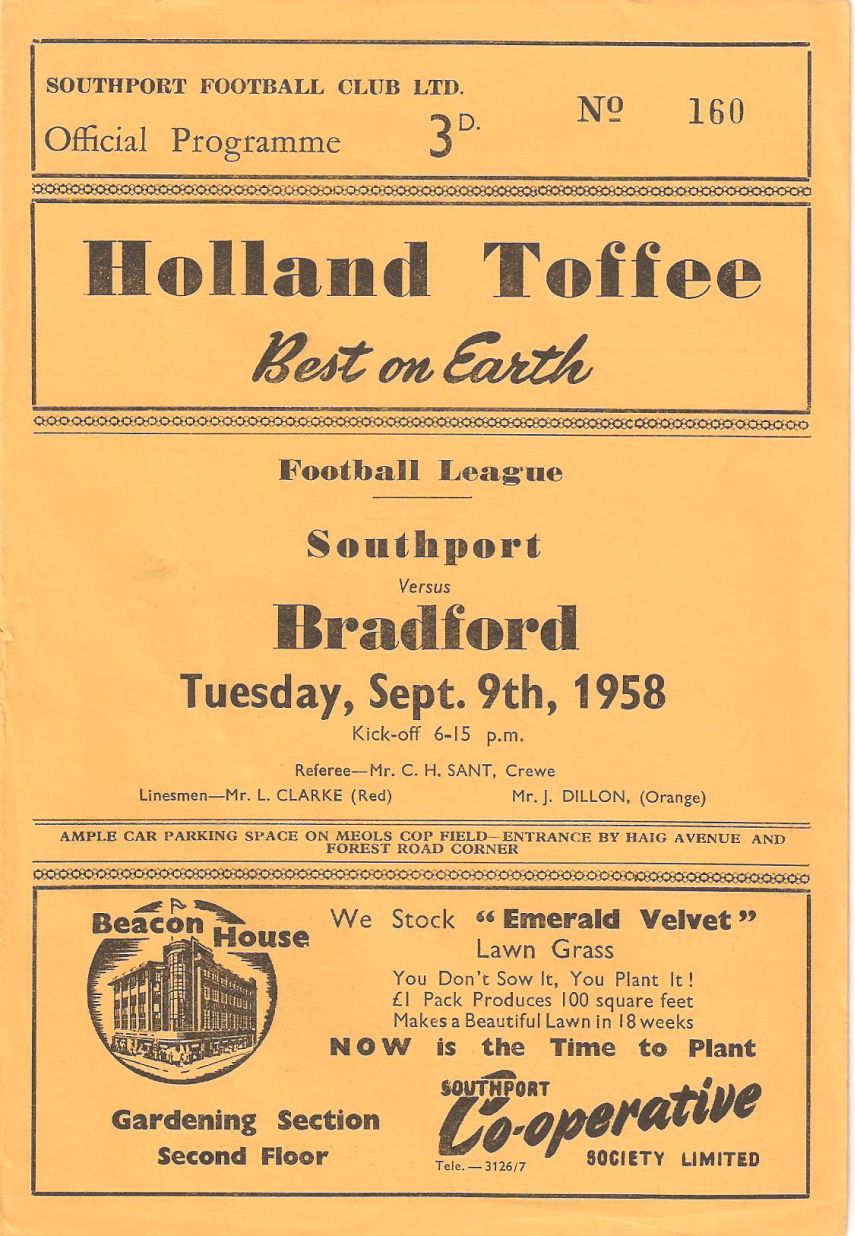 SOUTHPORT FOOTBALL CLUB LTD.
Official Programme 3D. Nº 160
Holland Toffee
Best on Earth
Football League
Southport
Versus
Bradford
Tuesday, Sept. 9th, 1958
Kick-off 6-15 p.m.
Referee—Mr. C. H. SANT, Crewe
Linesmen—Mr. L. CLARKE (Red) Mr. J. DILLON, (Orange)
AMPLE CAR PARKING SPACE ON MEOLS COP FIELD—ENTRANCE BY HAIG AVENUE AND
FOREST ROAD CORNER
Beacon House
Gardening Section
Second Floor
We Stock “Emerald Velvet”
Lawn Grass
You Don't Sow It, You Plant It!
£1 Pack Produces 100 square feet
Makes a Beautiful Lawn in 18 weeks
NOW is the Time to Plant
SOUTHPORT
Co-operative
SOCIETY LIMITED
Tele.—3126/7